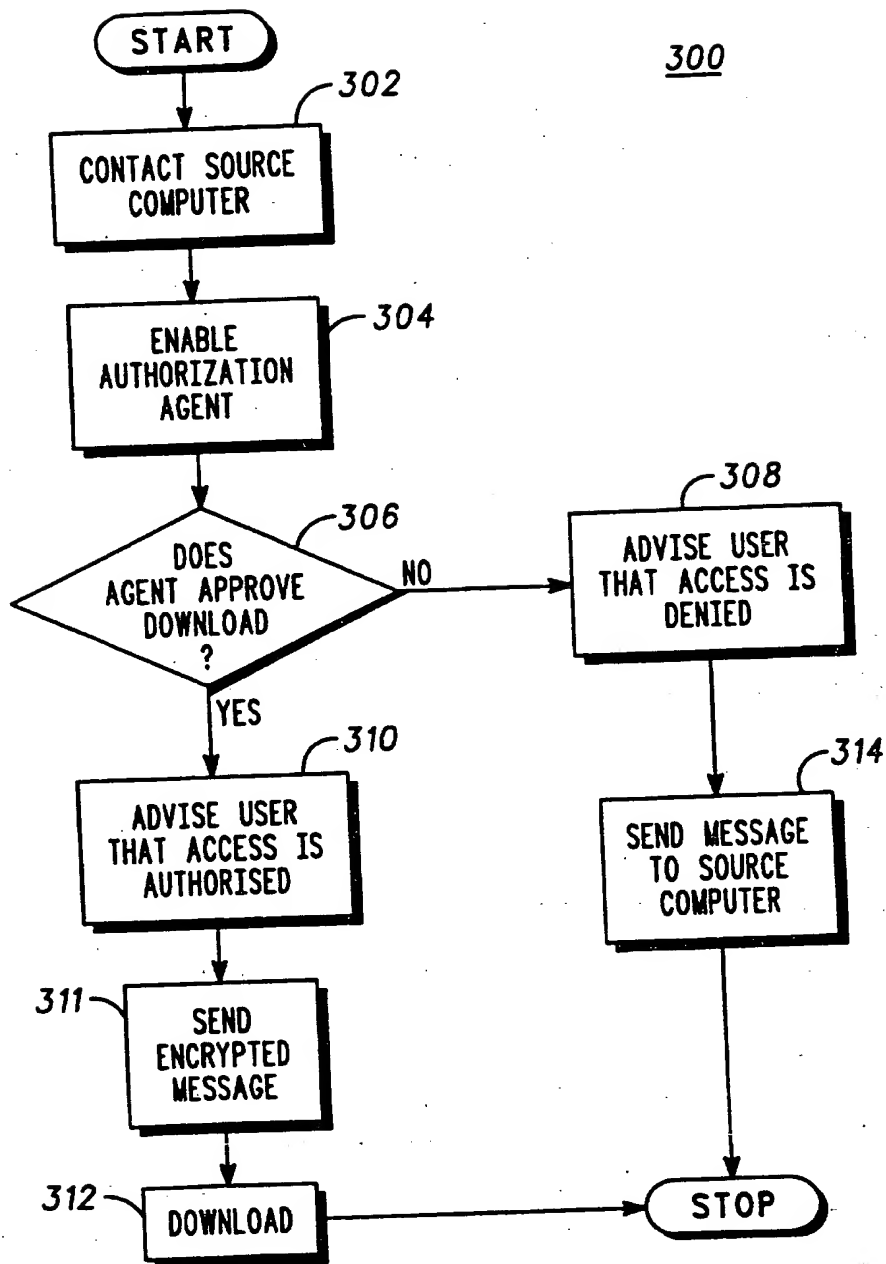 START
300
302
CONTACT SOURCE
COMPUTER
304
ENABLE
AUTHORIZATION
AGENT
306
DOES
AGENT APPROVE
DOWNLOAD
?
NO
YES
308
ADVISE USER
THAT ACCESS IS
DENIED
310
ADVISE USER
THAT ACCESS IS
AUTHORISED
314
SEND MESSAGE
TO SOURCE
COMPUTER
311
SEND
ENCRYPTED
MESSAGE
312
DOWNLOAD
STOP